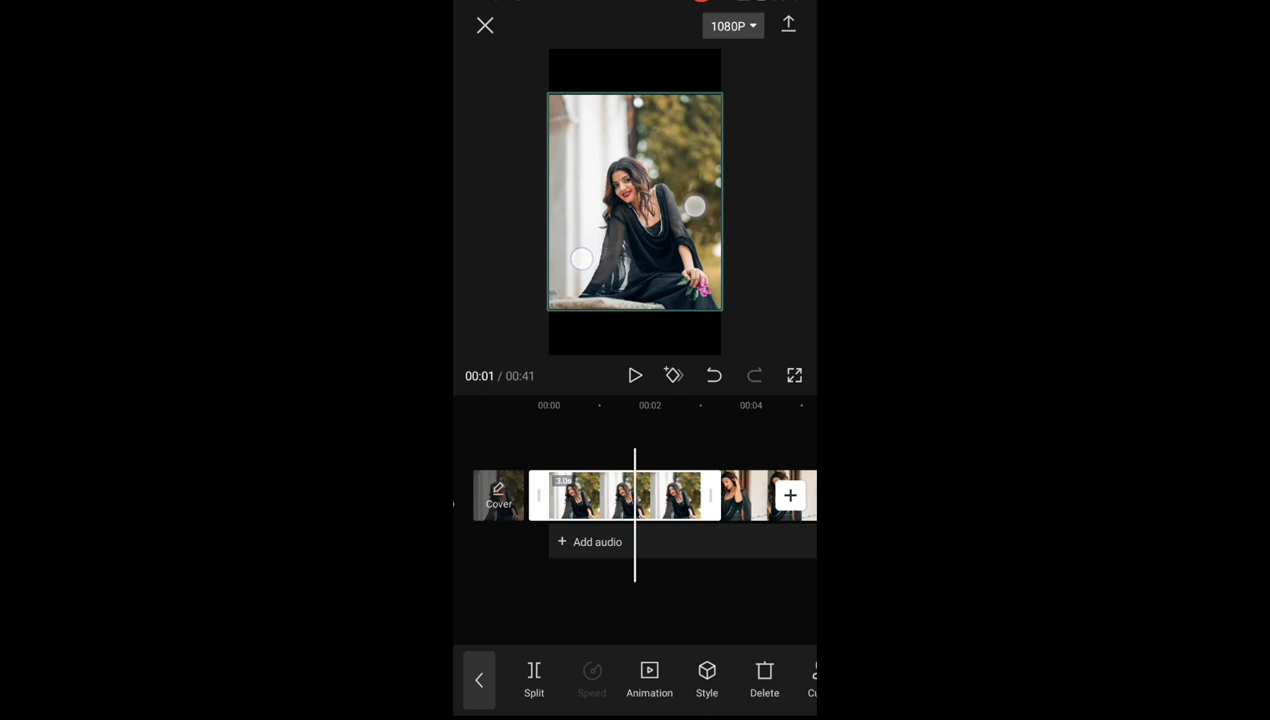 1080P
00:01 / 00:41
00:00
00:02
00:04
3.0s
Cover
+ Add audio
Split
Speed
Animation
Style
Delete